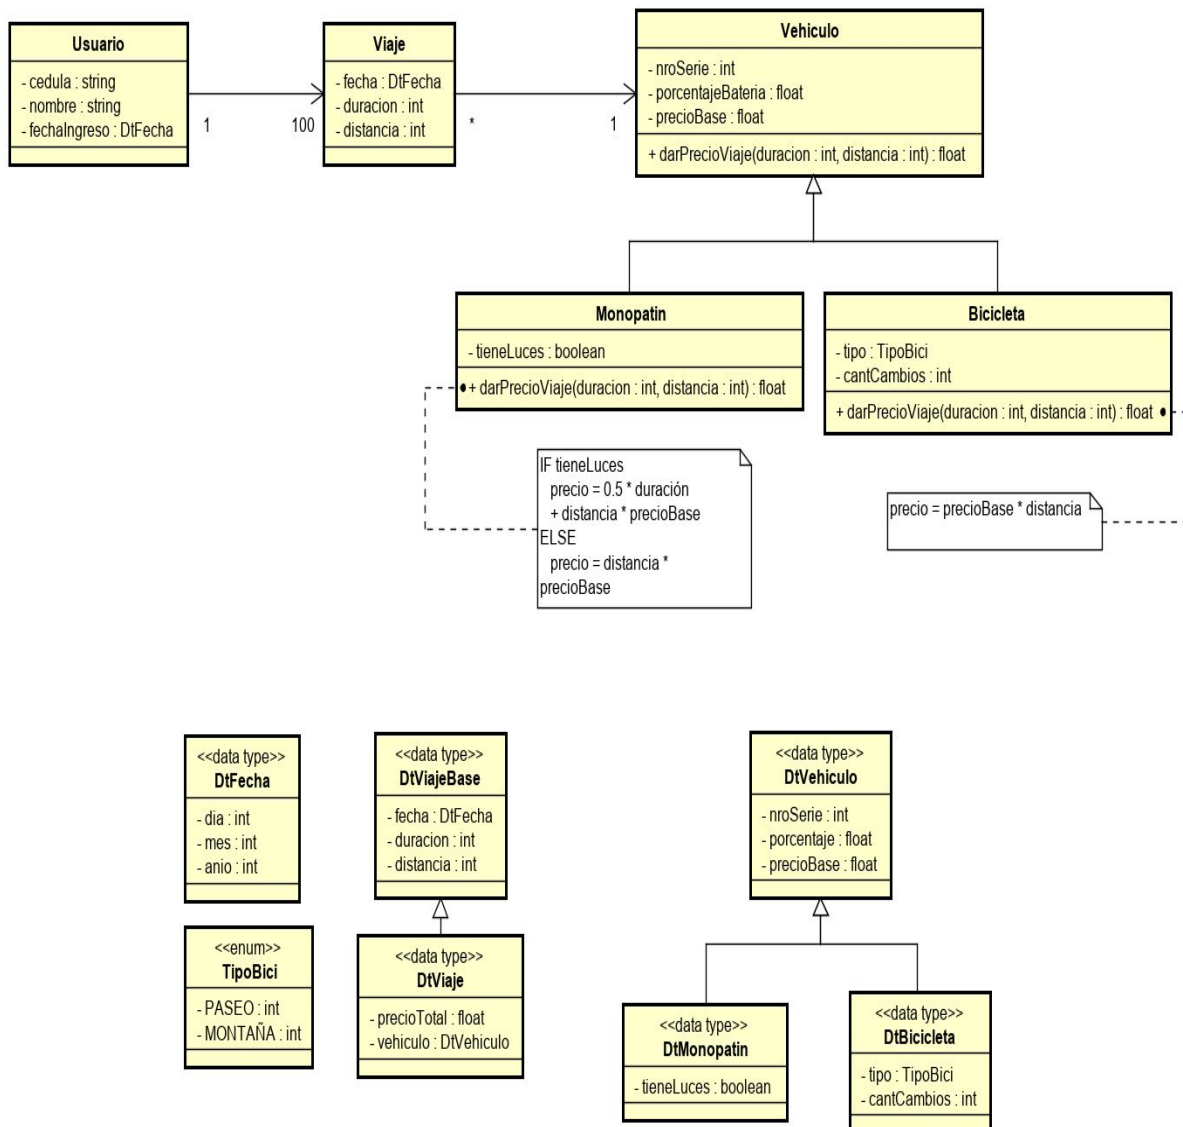 Usuario
- cedula : string
- nombre : string
- fechaIngreso : DtFecha
1
100
Viaje
- fecha : DtFecha
- duracion : int
- distancia : int
*
1
Vehiculo
- nroSerie : int
- porcentajeBateria : float
- precioBase : float
+ darPrecioViaje(duracion : int, distancia : int) : float
Monopatin
- tieneLuces : boolean
+ darPrecioViaje(duracion : int, distancia : int) : float
Bicicleta
- tipo : TipoBici
- cantCambios : int
+ darPrecioViaje(duracion : int, distancia : int) : float
IF tieneLuces
precio = 0.5 * duración
+ distancia * precioBase
ELSE
precio = distancia *
precioBase
precio = precioBase * distancia
<<data type>>
DtFecha
- dia : int
- mes : int
- anio : int
<<data type>>
DtViajeBase
- fecha : DtFecha
- duracion : int
- distancia : int
<<data type>>
DtVehiculo
- nroSerie : int
- porcentaje : float
- precioBase : float
<<enum>>
TipoBici
- PASEO : int
- MONTAÑA : int
<<data type>>
DtViaje
- precioTotal : float
- vehiculo : DtVehiculo
<<data type>>
DtMonopatin
- tieneLuces : boolean
<<data type>>
DtBicicleta
- tipo : TipoBici
- cantCambios : int